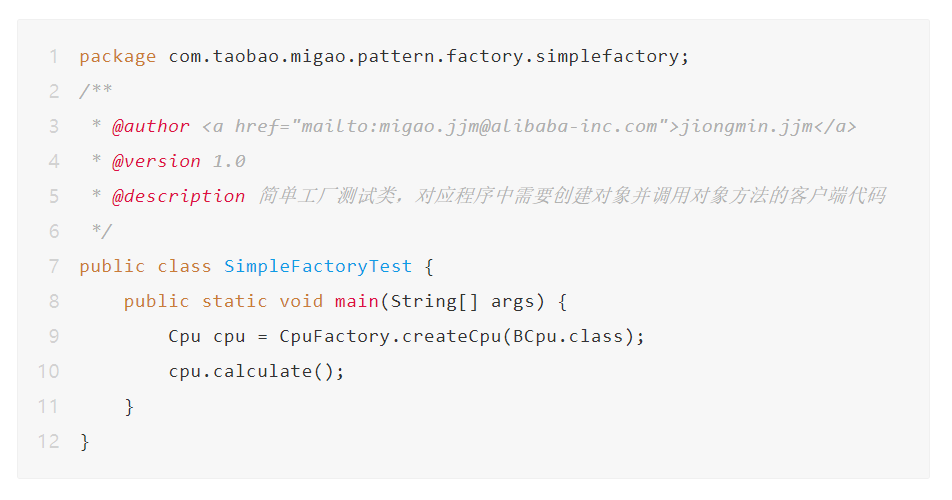 1 package com.taobao.migao.pattern.factory.simplefactory;
2 /**
3  * @author <a href="mailto:migao.jjm@alibaba-inc.com">jiongmin.jjm</a>
4  * @version 1.0
5  * @description 简单工厂测试类，对应程序中需要创建对象并调用对象方法的客户端代码
6  */
7 public class SimpleFactoryTest {
8     public static void main(String[] args) {
9         Cpu cpu = CpuFactory.createCpu(BCpu.class);
10         cpu.calculate();
11     }
12 }